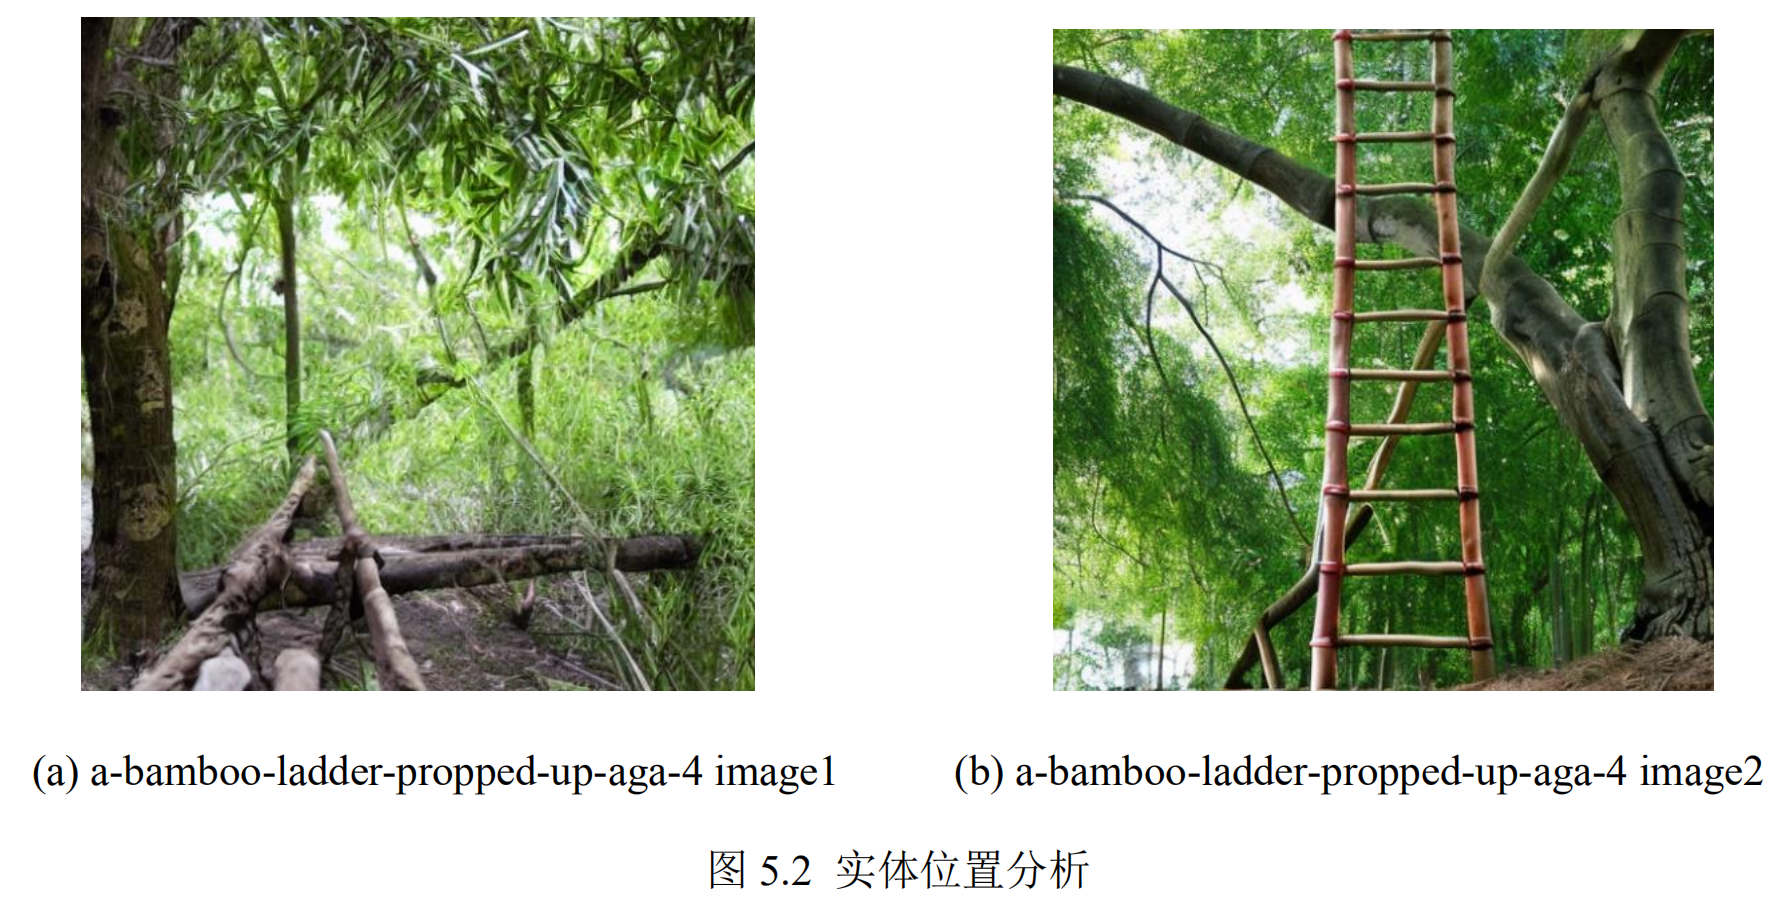 (a) a-bamboo-ladder-propped-up-aga-4 image1
(b) a-bamboo-ladder-propped-up-aga-4 image2
图 5.2 实体位置分析